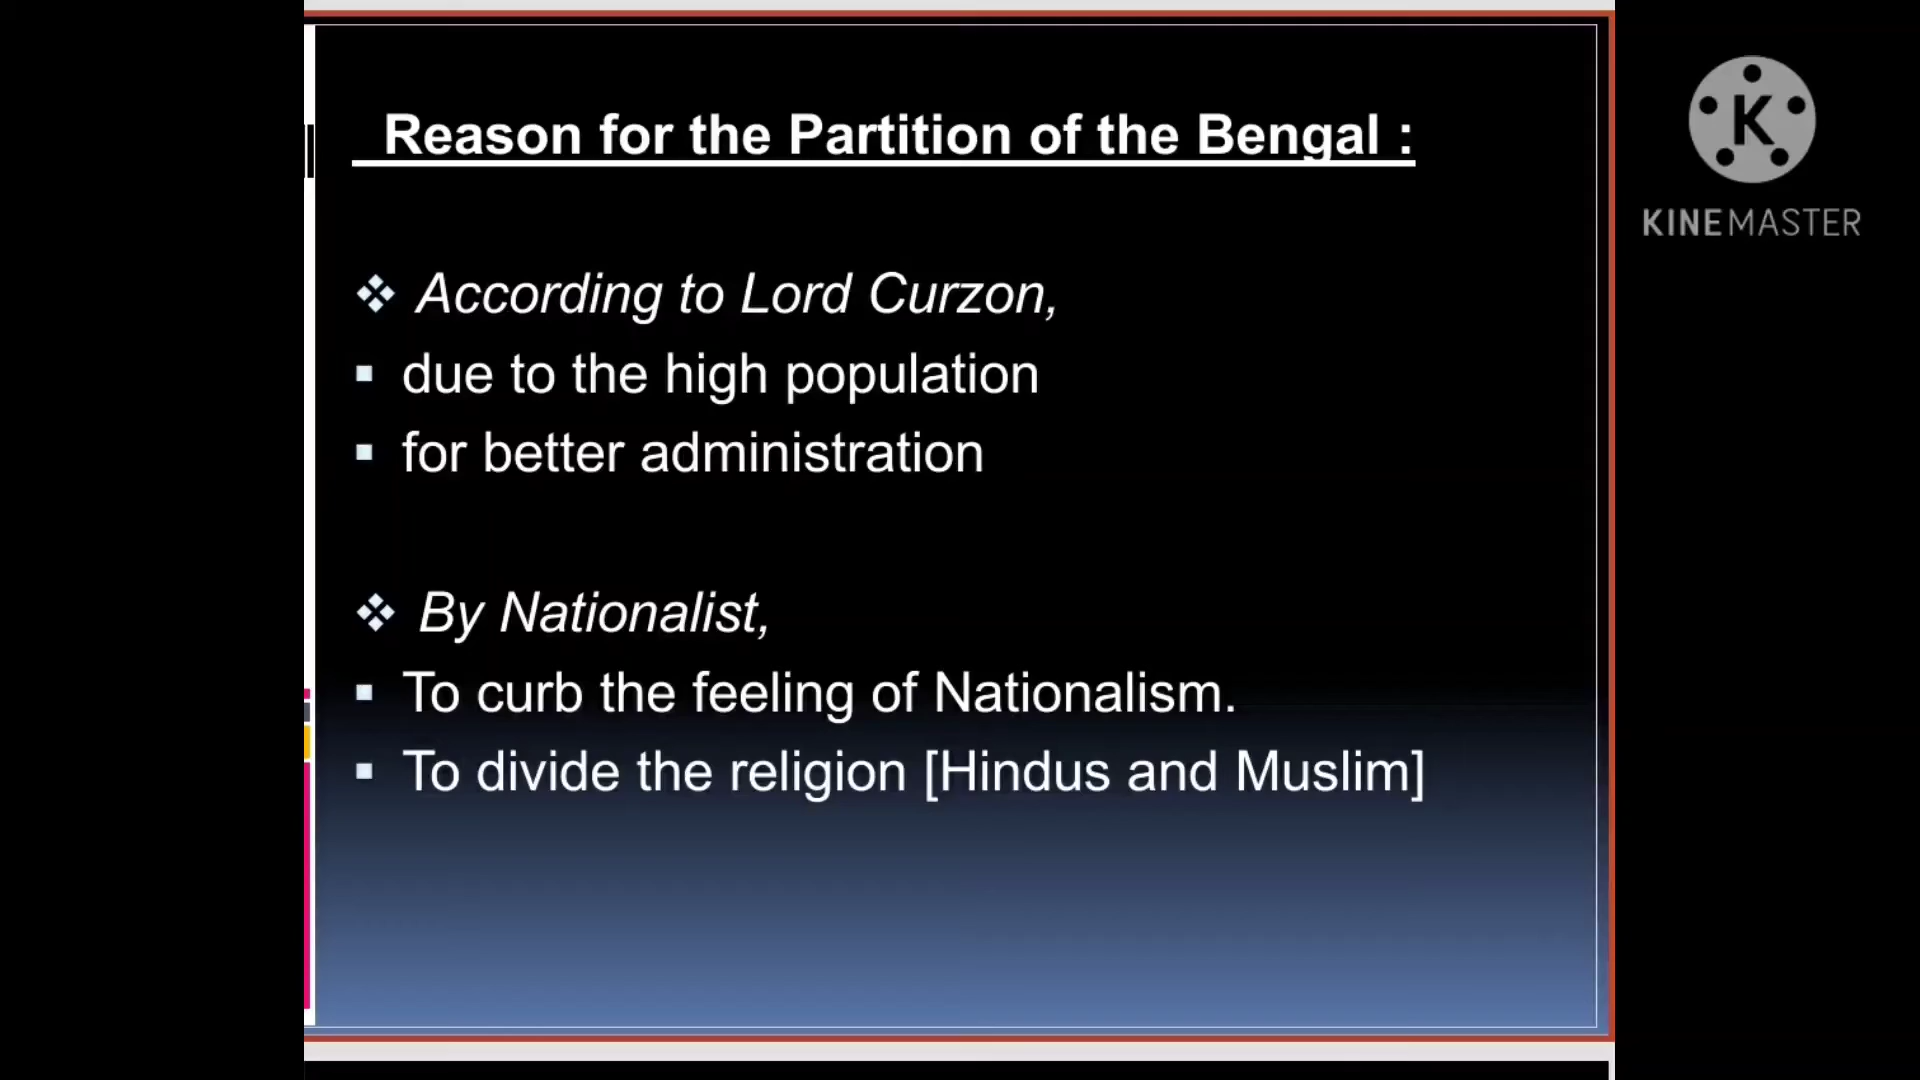 Reason for the Partition of the Bengal :
According to Lord Curzon,
due to the high population
for better administration
By Nationalist,
To curb the feeling of Nationalism.
To divide the religion [Hindus and Muslim]
K
KINEMASTER